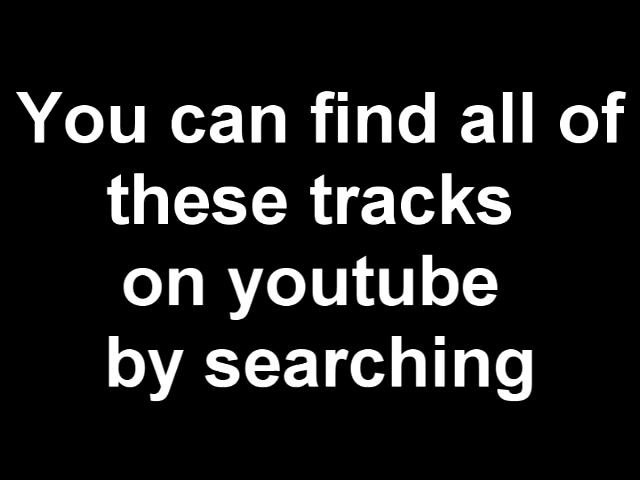 You can find all of
these tracks
on youtube
by searching